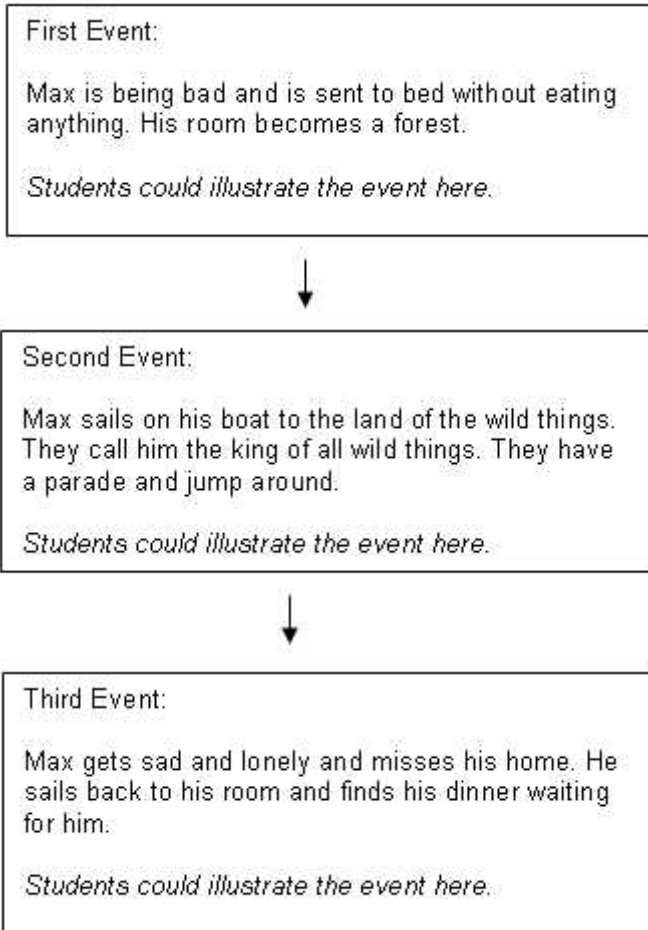 First Event:
Max is being bad and is sent to bed without eating
anything. His room becomes a forest.
Students could illustrate the event here.
Second Event:
Max sails on his boat to the land of the wild things.
They call him the king of all wild things. They have
a parade and jump around.
Students could illustrate the event here.
Third Event:
Max gets sad and lonely and misses his home. He
sails back to his room and finds his dinner waiting
for him.
Students could illustrate the event here.